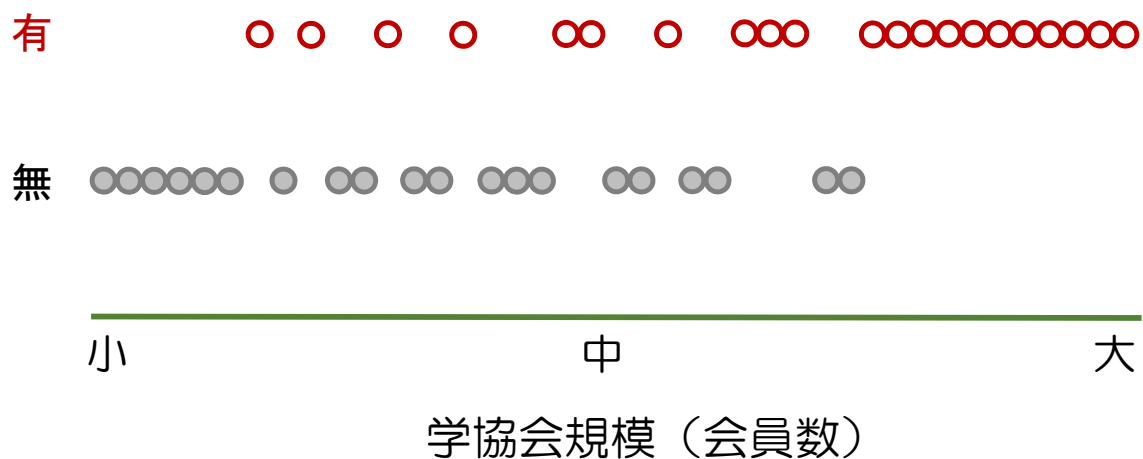 有
無
小 中 大
学協会規模（会員数）